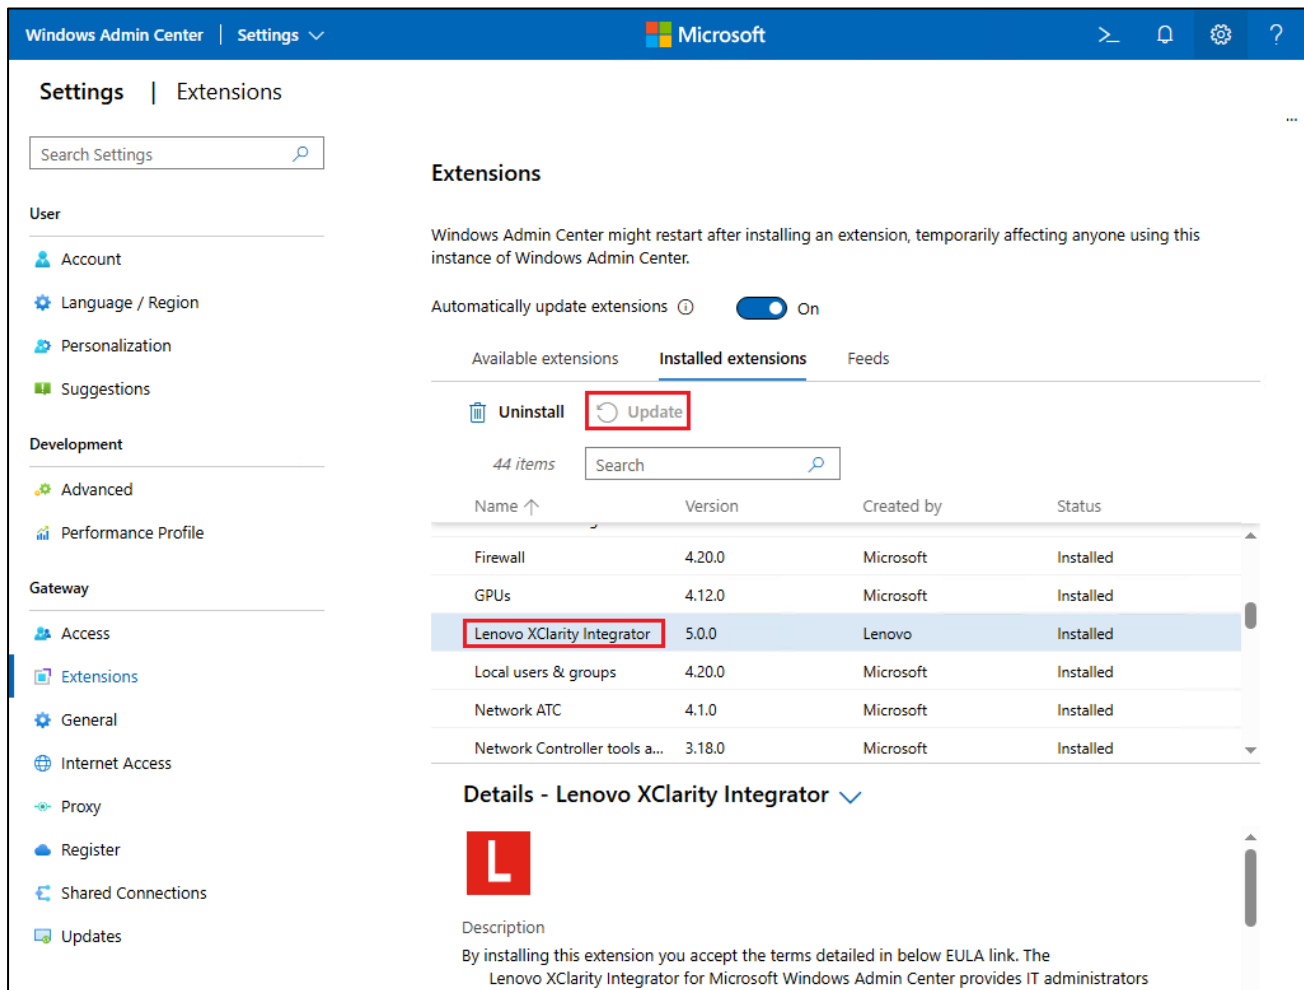 Windows Admin Center | Settings
Microsoft
Settings | Extensions
...
Search Settings
User
Account
Language / Region
Personalization
Suggestions
Development
Advanced
Performance Profile
Gateway
Access
Extensions
General
Internet Access
Proxy
Register
Shared Connections
Updates
Extensions
Windows Admin Center might restart after installing an extension, temporarily affecting anyone using this
instance of Windows Admin Center.
Automatically update extensions On
Available extensions Installed extensions Feeds
Uninstall Update
44 items Search
Name Version Created by Status
Firewall 4.20.0 Microsoft Installed
GPUs 4.12.0 Microsoft Installed
Lenovo XClarity Integrator 5.0.0 Lenovo Installed
Local users & groups 4.20.0 Microsoft Installed
Network ATC 4.1.0 Microsoft Installed
Network Controller tools a... 3.18.0 Microsoft Installed
Details - Lenovo XClarity Integrator
L
Description
By installing this extension you accept the terms detailed in below EULA link. The
Lenovo XClarity Integrator for Microsoft Windows Admin Center provides IT administrators